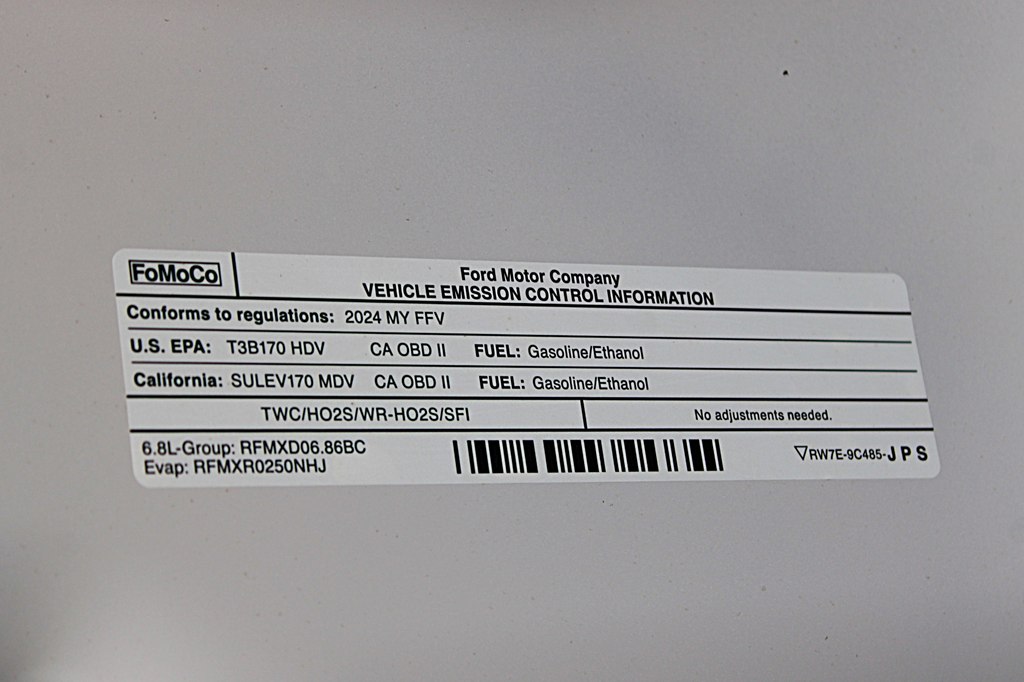 FoMoCo
Ford Motor Company
VEHICLE EMISSION CONTROL INFORMATION
Conforms to regulations: 2024 MY FFV
U.S. EPA: T3B170 HDV CA OBD II FUEL: Gasoline/Ethanol
California: SULEV170 MDV CA OBD II FUEL: Gasoline/Ethanol
TWC/HO2S/WR-HO2S/SFI No adjustments needed.
6.8L-Group: RFMXD06.86BC
Evap: RFMXR0250NHJ
RW7E-9C485-J P S